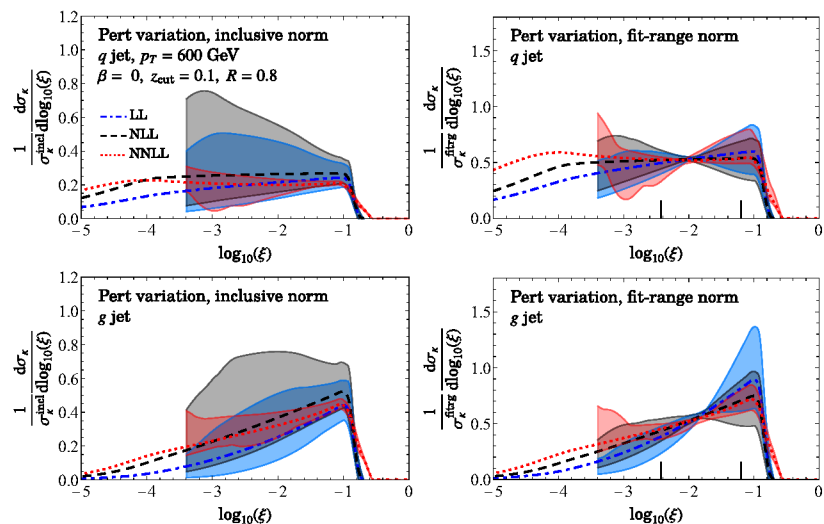 Pert variation, inclusive norm
q jet, p_T = 600 GeV
β = 0, z_cut = 0.1, R = 0.8
LL
NLL
NNLL
1/σ_κ^incl dσ_κ/dlog₁₀(ξ)
0.0 0.2 0.4 0.6 0.8 1.0 1.2
−5 −4 −3 −2 −1 0
log₁₀(ξ)
Pert variation, fit-range norm
q jet
1/σ_κ^fitrg dσ_κ/dlog₁₀(ξ)
0.0 0.5 1.0 1.5
−5 −4 −3 −2 −1 0
log₁₀(ξ)
Pert variation, inclusive norm
g jet
1/σ_κ^incl dσ_κ/dlog₁₀(ξ)
0.0 0.2 0.4 0.6 0.8 1.0 1.2
−5 −4 −3 −2 −1 0
log₁₀(ξ)
Pert variation, fit-range norm
g jet
1/σ_κ^fitrg dσ_κ/dlog₁₀(ξ)
0.0 0.5 1.0 1.5
−5 −4 −3 −2 −1 0
log₁₀(ξ)